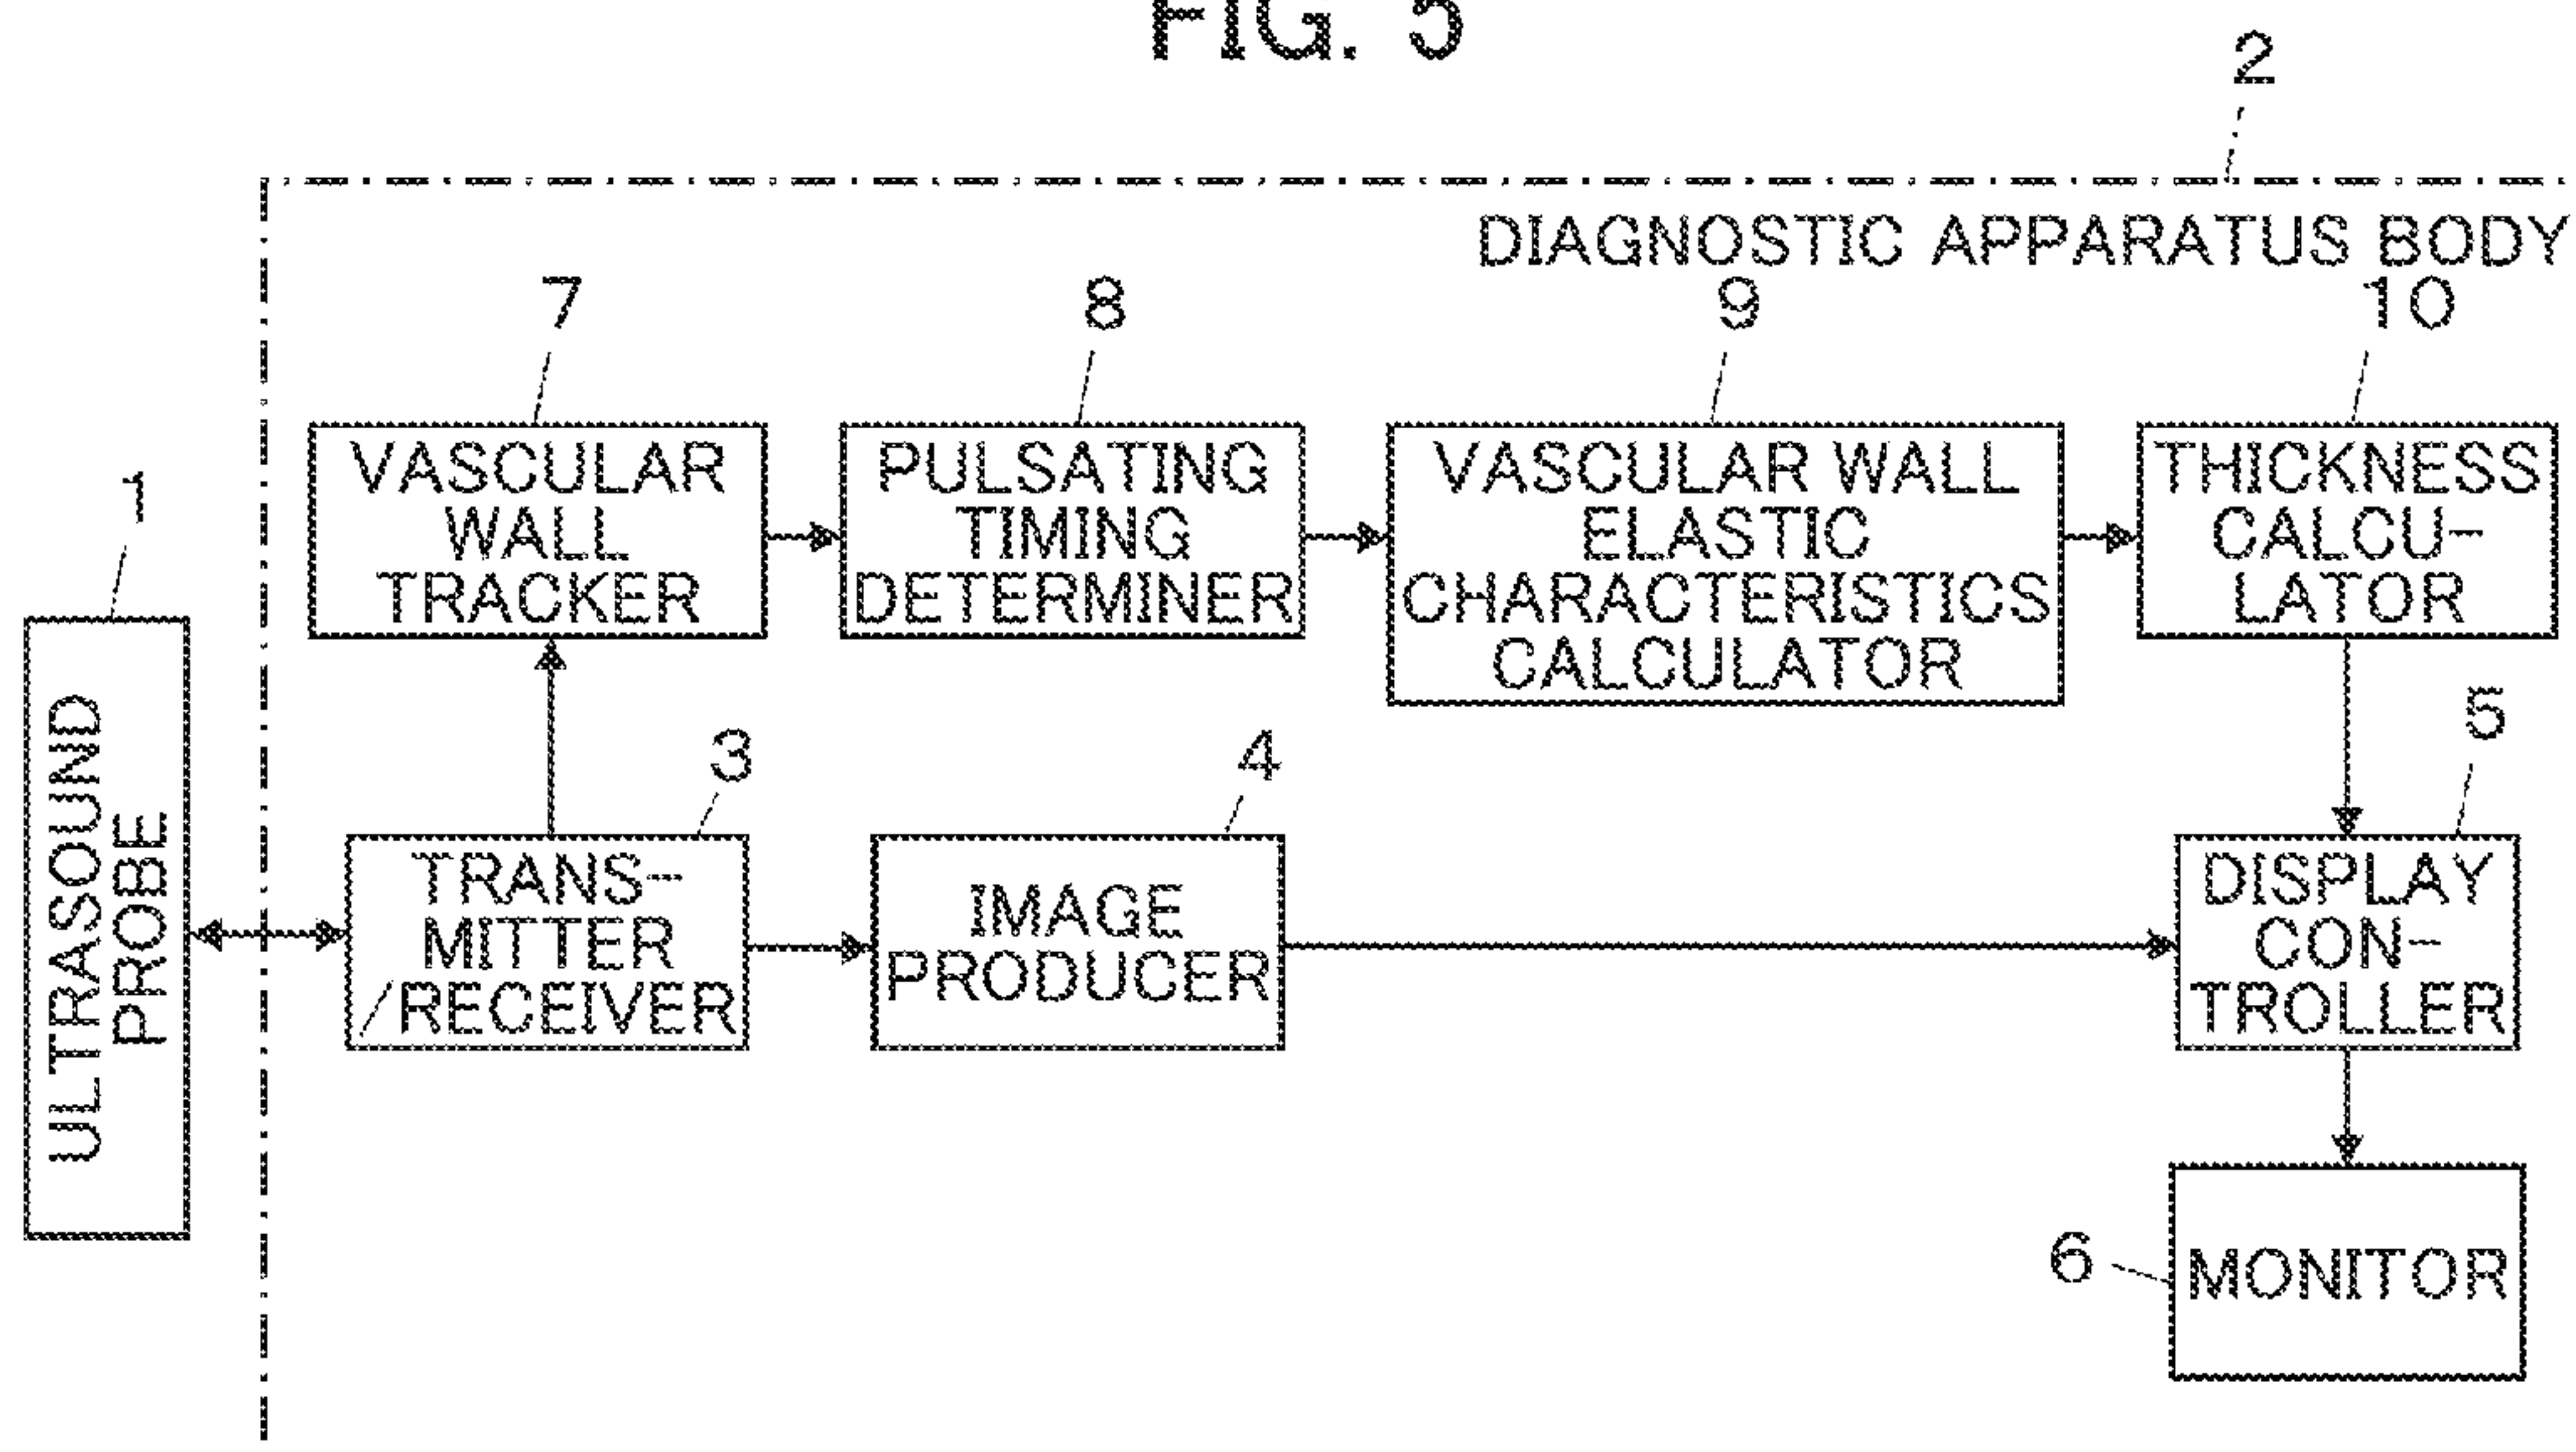 FIG. 5
2
DIAGNOSTIC APPARATUS BODY
7
8
9
10
VASCULAR
WALL
TRACKER
PULSATING
TIMING
DETERMINER
VASCULAR WALL
ELASTIC
CHARACTERISTICS
CALCULATOR
THICKNESS
CALCU-
LATOR
1
ULTRASOUND
PROBE
3
TRANS-
MITTER
/RECEIVER
4
IMAGE
PRODUCER
5
DISPLAY
CON-
TROLLER
6
MONITOR